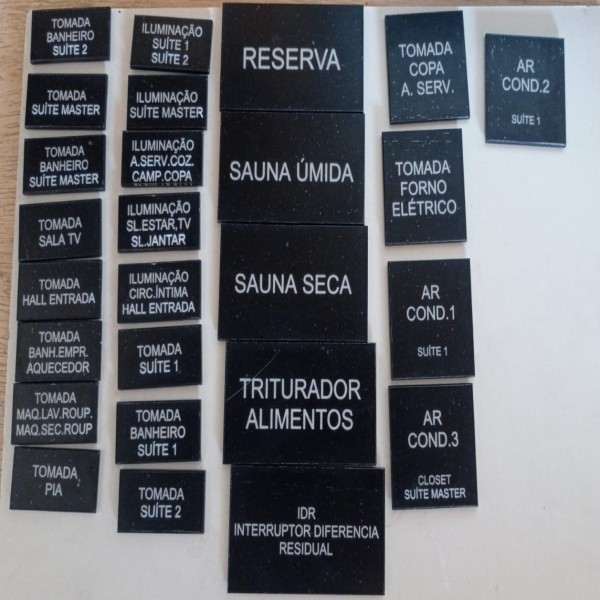 TOMADA
BANHEIRO
SUÍTE 2
TOMADA
SUÍTE MASTER
TOMADA
BANHEIRO
SUÍTE MASTER
TOMADA
SALA TV
TOMADA
HALL ENTRADA
TOMADA
BANH.EMPR.
AQUECEDOR
TOMADA
MAQ.LAV.ROUP.
MAQ.SEC.ROUP
TOMADA
PIA
ILUMINAÇÃO
SUÍTE 1
SUÍTE 2
ILUMINAÇÃO
SUÍTE MASTER
ILUMINAÇÃO
A.SERV.COZ.
CAMP.COPA
ILUMINAÇÃO
SL.ESTAR,TV
SL.JANTAR
ILUMINAÇÃO
CIRC.ÍNTIMA
HALL ENTRADA
TOMADA
SUÍTE 1
TOMADA
BANHEIRO
SUÍTE 1
TOMADA
SUÍTE 2
RESERVA
SAUNA ÚMIDA
SAUNA SECA
TRITURADOR
ALIMENTOS
IDR
INTERRUPTOR DIFERENCIA
RESIDUAL
TOMADA
COPA
A. SERV.
TOMADA
FORNO
ELÉTRICO
AR
COND.1
SUÍTE 1
AR
COND.3
CLOSET
SUÍTE MASTER
AR
COND.2
SUÍTE 1